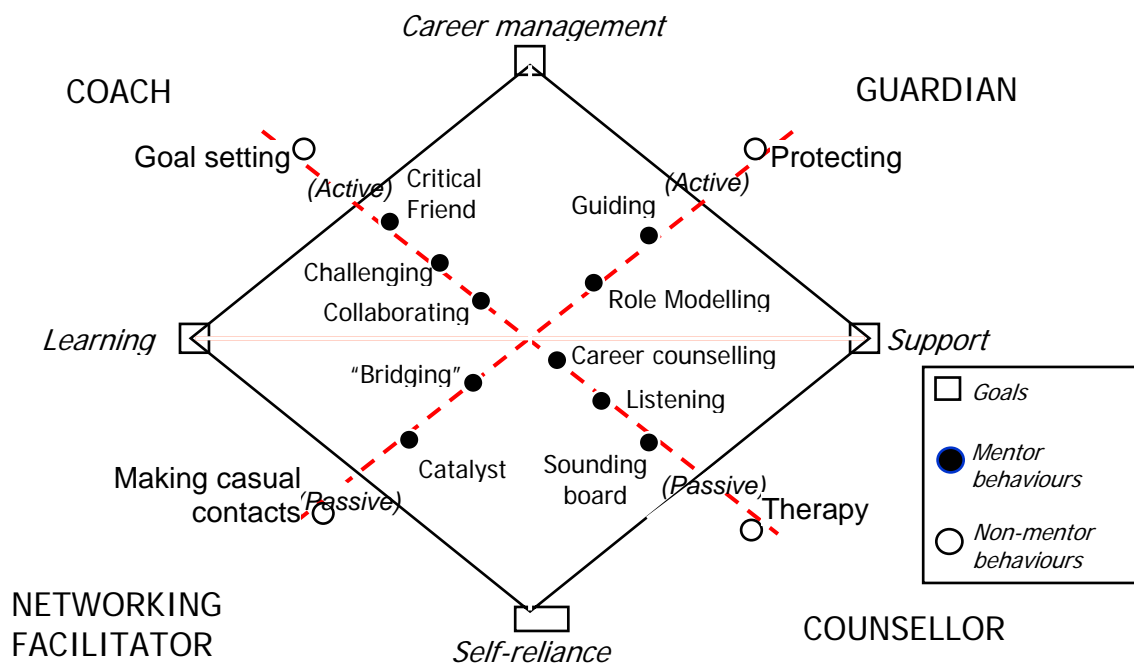 Career management
COACH
GUARDIAN
Goal setting
Protecting
(Active)
(Active)
Critical
Friend
Guiding
Challenging
Collaborating
Role Modelling
Learning
Support
"Bridging"
Career counselling
Listening
Catalyst
Sounding
board
Making casual
contacts
(Passive)
(Passive)
Therapy
Goals
Mentor
behaviours
Non-mentor
behaviours
NETWORKING
FACILITATOR
COUNSELLOR
Self-reliance